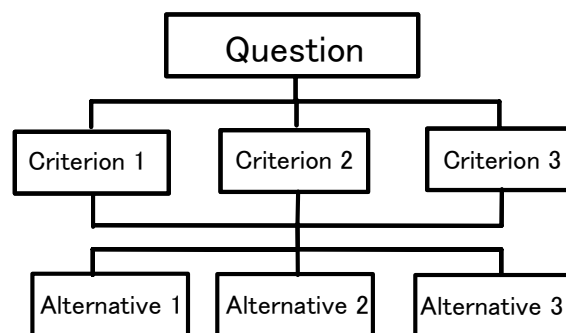 Question
Criterion 1
Criterion 2
Criterion 3
Alternative 1
Alternative 2
Alternative 3